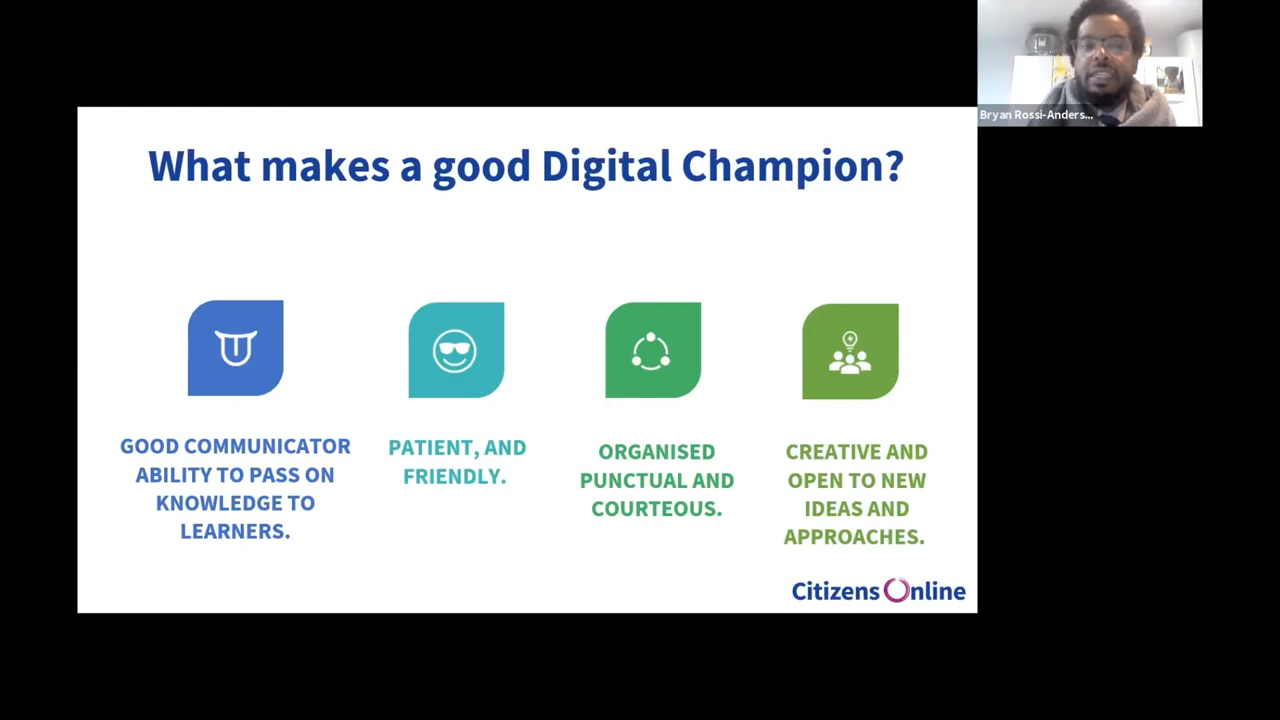 Bryan Rossi-Anders...
What makes a good Digital Champion?
GOOD COMMUNICATOR
ABILITY TO PASS ON
KNOWLEDGE TO
LEARNERS.
PATIENT, AND
FRIENDLY.
ORGANISED
PUNCTUAL AND
COURTEOUS.
CREATIVE AND
OPEN TO NEW
IDEAS AND
APPROACHES.
Citizens Online